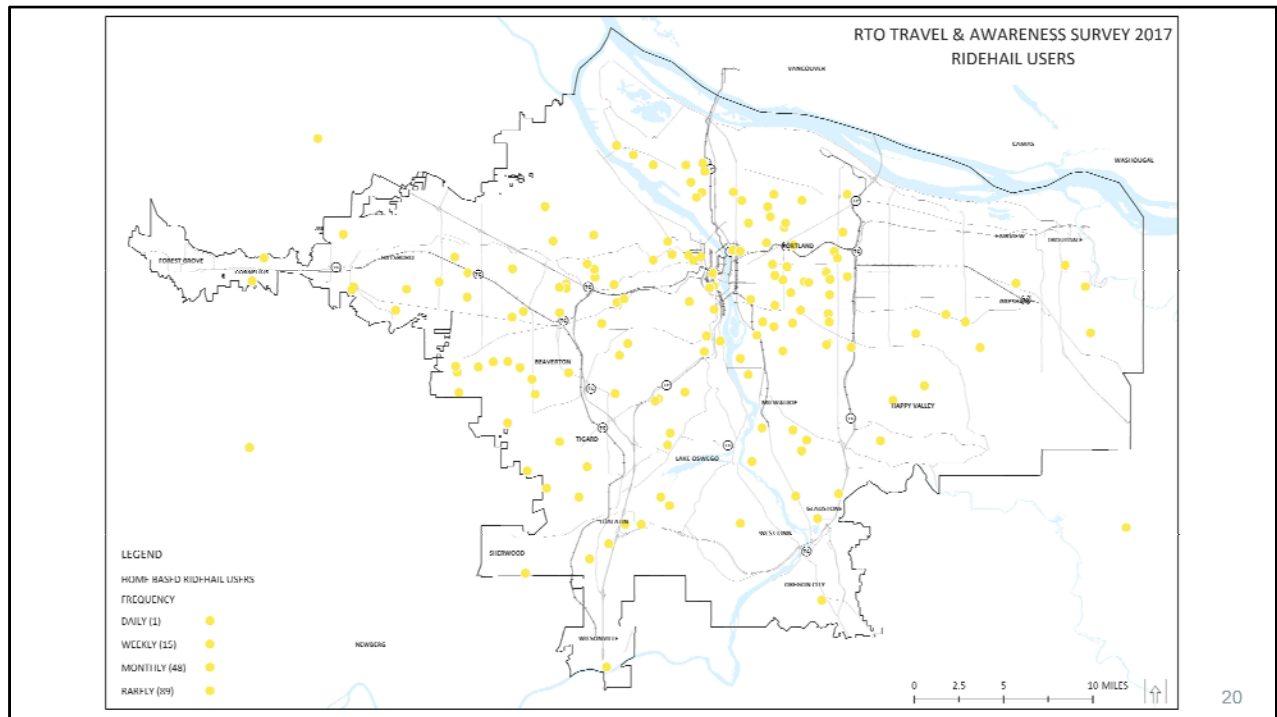 RTO TRAVEL & AWARENESS SURVEY 2017
RIDEHAIL USERS
VANCOUVER
CAMAS
WASHOUGAL
FOREST GROVE
CORNELIUS
HILLSBORO
PORTLAND
FAIRVIEW
TROUTDALE
GRESHAM
BEAVERTON
MILWAUKIE
HAPPY VALLEY
TIGARD
LAKE OSWEGO
TUALATIN
GLADSTONE
WEST LINN
SHERWOOD
OREGON CITY
WILSONVILLE
NEWBERG
LEGEND
HOME BASED RIDEHAIL USERS
FREQUENCY
DAILY (1)
WEEKLY (15)
MONTHLY (48)
RARELY (89)
0 2.5 5 10 MILES
20